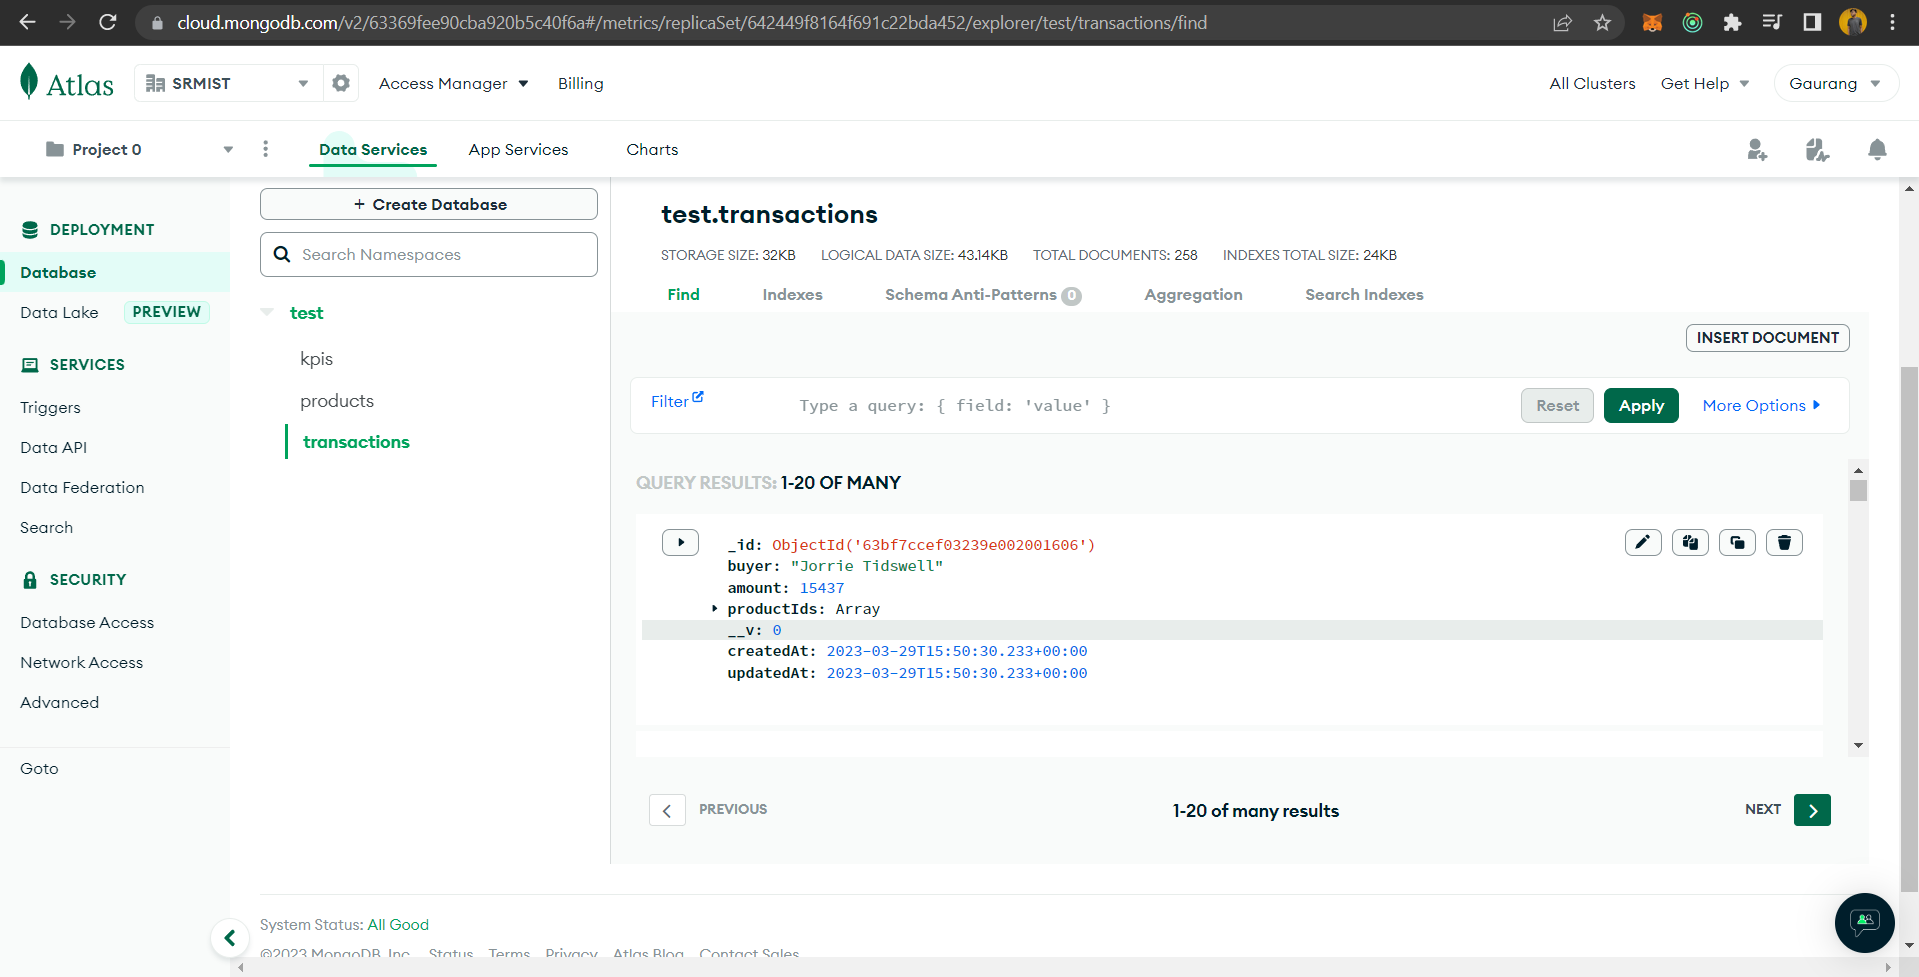 cloud.mongodb.com/v2/63369fee90cba920b5c40f6a#/metrics/replicaSet/642449f8164f691c22bda452/explorer/test/transactions/find
Atlas
SRMIST
Access Manager
Billing
All Clusters
Get Help
Gaurang
Project 0
Data Services
App Services
Charts
DEPLOYMENT
Database
Data Lake PREVIEW
SERVICES
Triggers
Data API
Data Federation
Search
SECURITY
Database Access
Network Access
Advanced
Goto
+ Create Database
Search Namespaces
test
kpis
products
transactions
test.transactions
STORAGE SIZE: 32KB LOGICAL DATA SIZE: 43.14KB TOTAL DOCUMENTS: 258 INDEXES TOTAL SIZE: 24KB
Find Indexes Schema Anti-Patterns 0 Aggregation Search Indexes
INSERT DOCUMENT
Filter Type a query: { field: 'value' } Reset Apply More Options
QUERY RESULTS: 1-20 OF MANY
_id: ObjectId('63bf7ccef03239e002001606')
buyer: "Jorrie Tidswell"
amount: 15437
productIds: Array
__v: 0
createdAt: 2023-03-29T15:50:30.233+00:00
updatedAt: 2023-03-29T15:50:30.233+00:00
PREVIOUS 1-20 of many results NEXT
System Status: All Good
©2023 MongoDB, Inc. Status Terms Privacy Atlas Blog Contact Sales